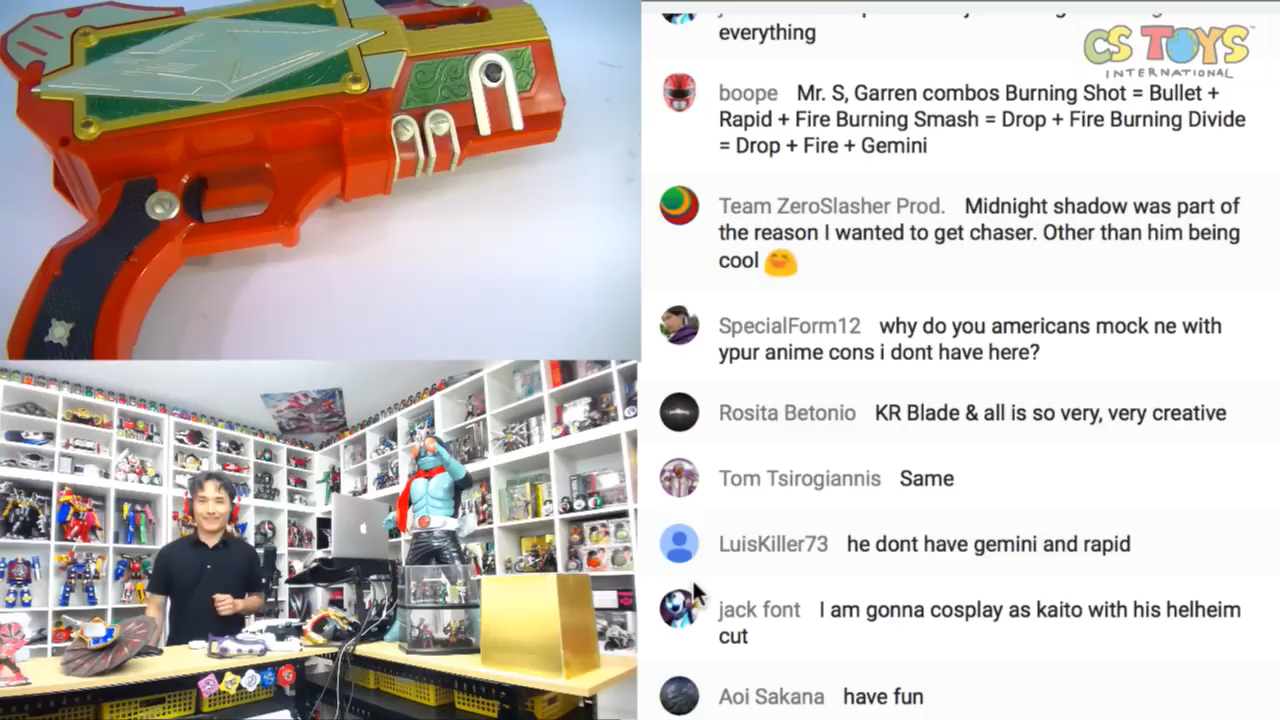 everything
CS TOYS
INTERNATIONAL
boope Mr. S, Garren combos Burning Shot = Bullet +
Rapid + Fire Burning Smash = Drop + Fire Burning Divide
= Drop + Fire + Gemini
Team ZeroSlasher Prod. Midnight shadow was part of
the reason I wanted to get chaser. Other than him being
cool 😄
SpecialForm12 why do you americans mock ne with
ypur anime cons i dont have here?
Rosita Betonio KR Blade & all is so very, very creative
Tom Tsirogiannis Same
LuisKiller73 he dont have gemini and rapid
jack font I am gonna cosplay as kaito with his helheim
cut
Aoi Sakana have fun